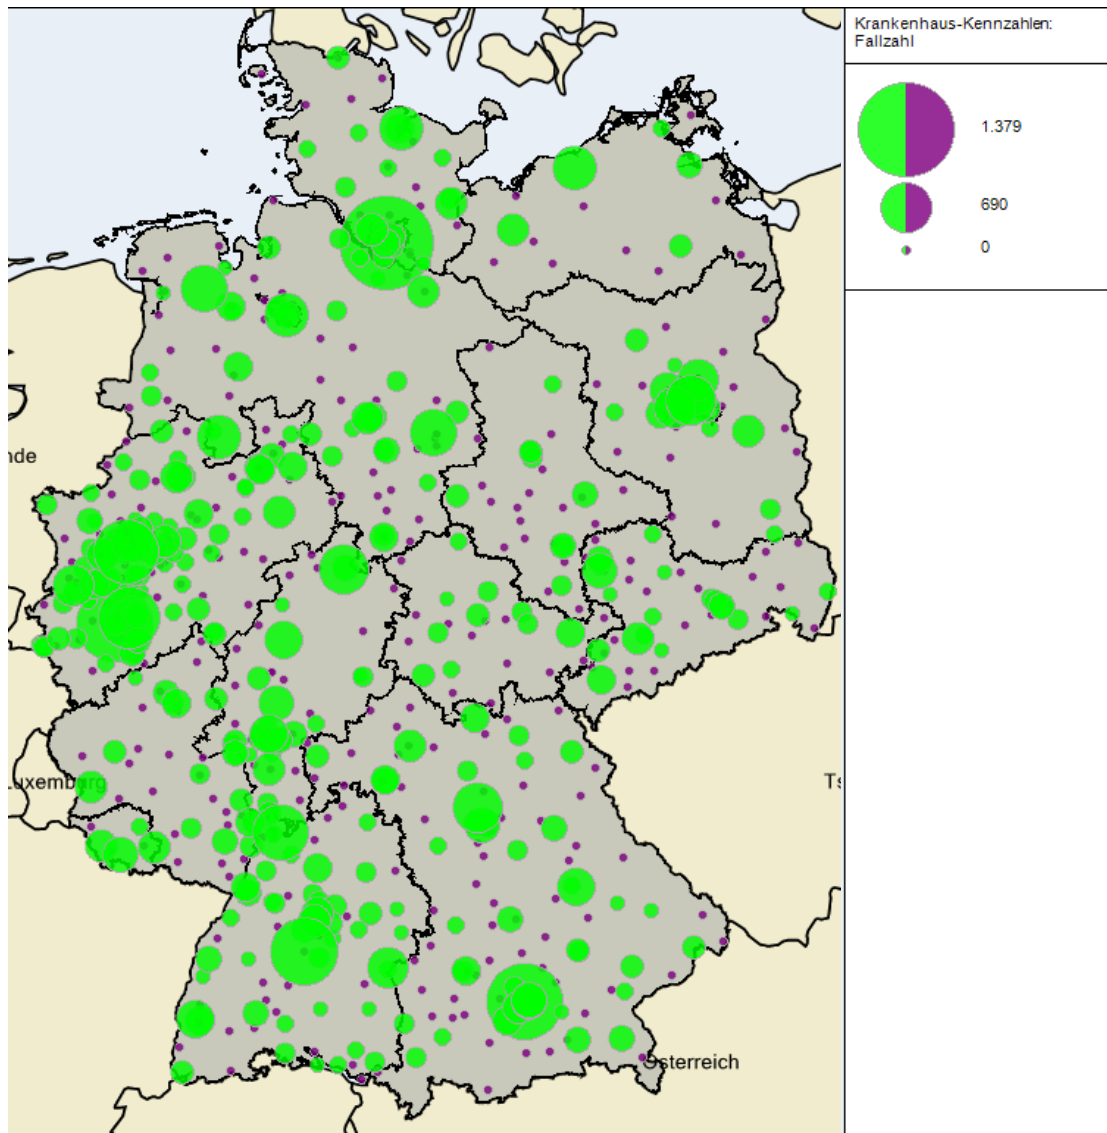 Krankenhaus-Kennzahlen:
Fallzahl
1.379
690
0
nde
Luxemburg
Ts
Österreich